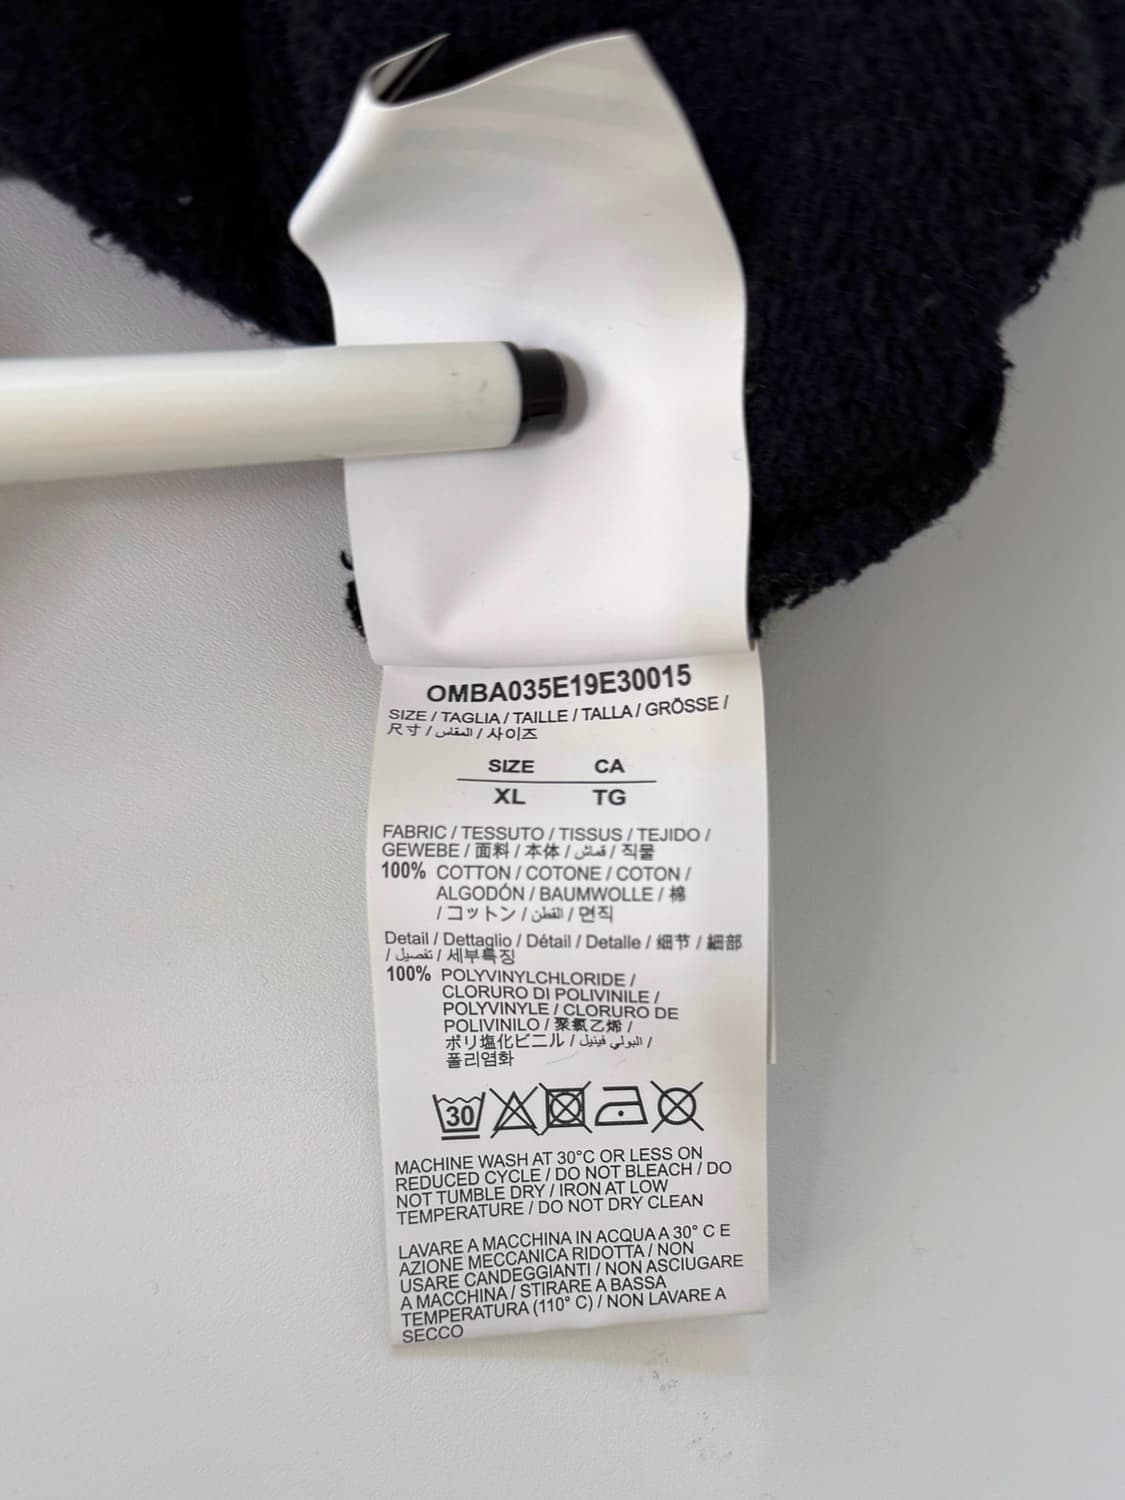 OMBA035E19E30015
SIZE / TAGLIA / TAILLE / TALLA / GRÖSSE /
尺寸 / المقاس / 사이즈
SIZE CA
XL TG
FABRIC / TESSUTO / TISSUS / TEJIDO /
GEWEBE / 面料 / 本体 / قماش / 직물
100% COTTON / COTONE / COTON /
ALGODÓN / BAUMWOLLE / 棉
/ コットン / القطن / 면직
Detail / Dettaglio / Détail / Detalle / 细节 / 細部
/ تفصيل / 세부특징
100% POLYVINYLCHLORIDE /
CLORURO DI POLIVINILE /
POLYVINYLE / CLORURO DE
POLIVINILO / 聚氯乙烯 /
ポリ塩化ビニル / البولي فينيل /
폴리염화
30
MACHINE WASH AT 30°C OR LESS ON
REDUCED CYCLE / DO NOT BLEACH / DO
NOT TUMBLE DRY / IRON AT LOW
TEMPERATURE / DO NOT DRY CLEAN
LAVARE A MACCHINA IN ACQUA A 30° C E
AZIONE MECCANICA RIDOTTA / NON
USARE CANDEGGIANTI / NON ASCIUGARE
A MACCHINA / STIRARE A BASSA
TEMPERATURA (110° C) / NON LAVARE A
SECCO